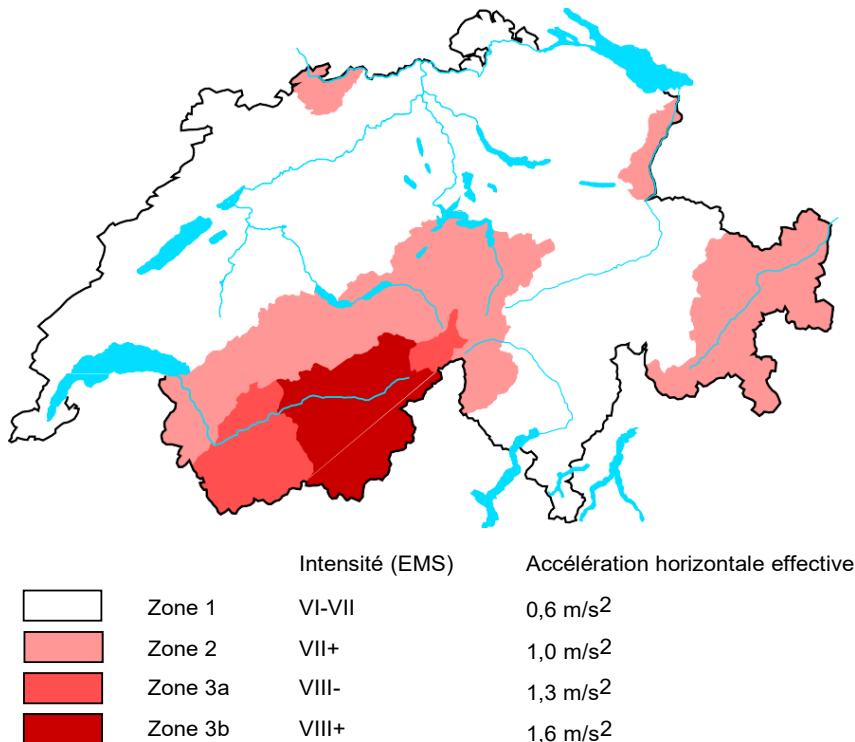 Intensité (EMS) Accélération horizontale effective
Zone 1 VI-VII 0,6 m/s2
Zone 2 VII+ 1,0 m/s2
Zone 3a VIII- 1,3 m/s2
Zone 3b VIII+ 1,6 m/s2